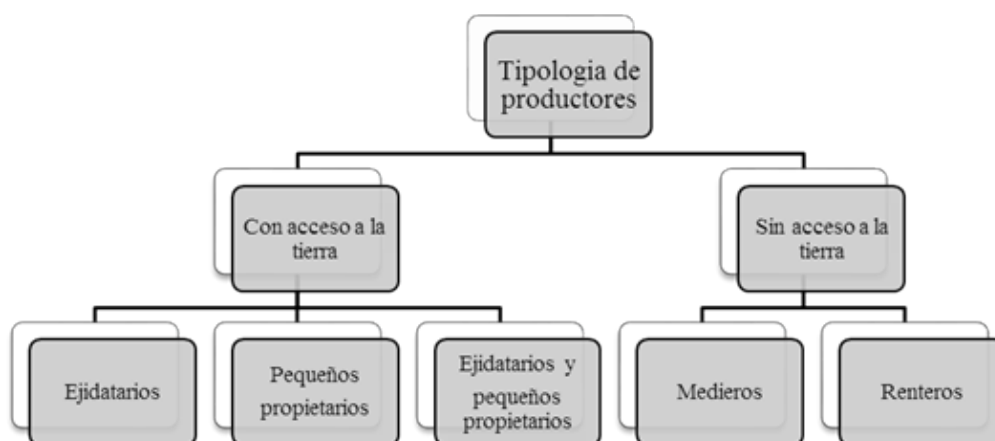 Tipologia de
productores
Con acceso a la
tierra
Sin acceso a la
tierra
Ejidatarios
Pequeños
propietarios
Ejidatarios y
pequeños
propietarios
Medieros
Renteros